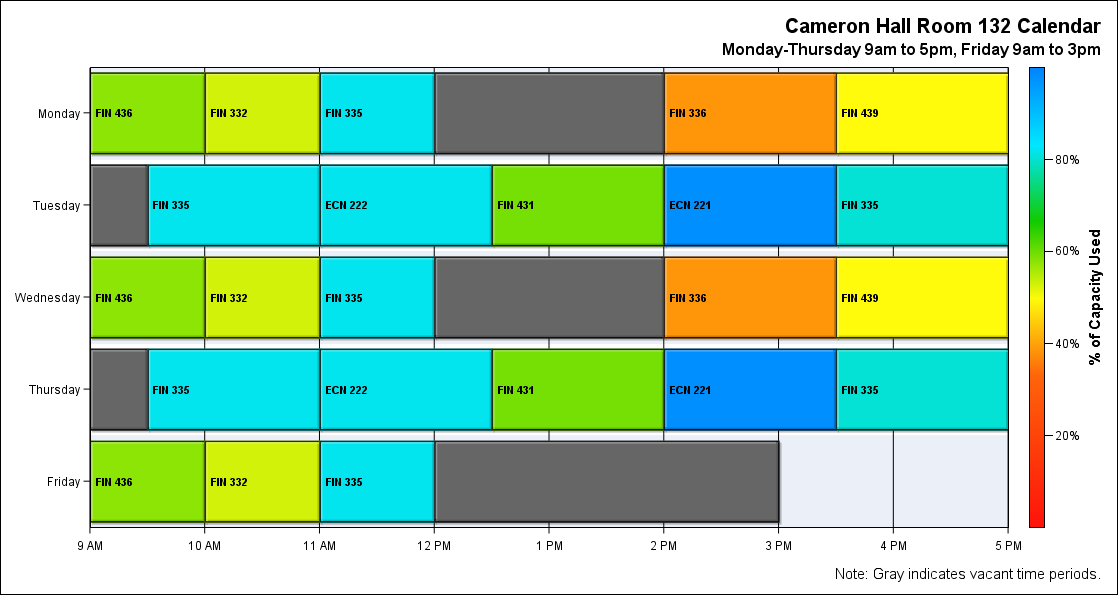 Cameron Hall Room 132 Calendar
Monday-Thursday 9am to 5pm, Friday 9am to 3pm
Monday
FIN 436
FIN 332
FIN 335
FIN 336
FIN 439
Tuesday
FIN 335
ECN 222
FIN 431
ECN 221
FIN 335
Wednesday
FIN 436
FIN 332
FIN 335
FIN 336
FIN 439
Thursday
FIN 335
ECN 222
FIN 431
ECN 221
FIN 335
Friday
FIN 436
FIN 332
FIN 335
9 AM
10 AM
11 AM
12 PM
1 PM
2 PM
3 PM
4 PM
5 PM
80%
60%
40%
20%
% of Capacity Used
Note: Gray indicates vacant time periods.